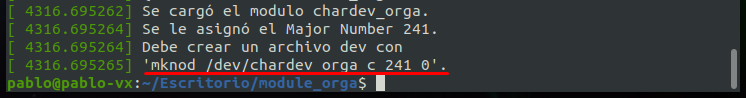 [ 4316.695262] Se cargó el modulo chardev_orga.
[ 4316.695264] Se le asignó el Major Number 241.
[ 4316.695264] Debe crear un archivo dev con
[ 4316.695265] 'mknod /dev/chardev_orga c 241 0'.
pablo@pablo-vx:~/Escritorio/module_orga$